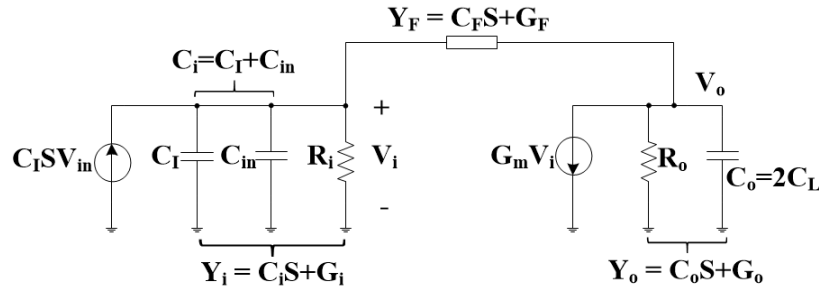 Y_F = C_FS+G_F
C_i=C_I+C_in
V_o
+
C_ISV_in
C_I
C_in
R_i
V_i
G_mV_i
R_o
C_o=2C_L
-
Y_i = C_iS+G_i
Y_o = C_oS+G_o